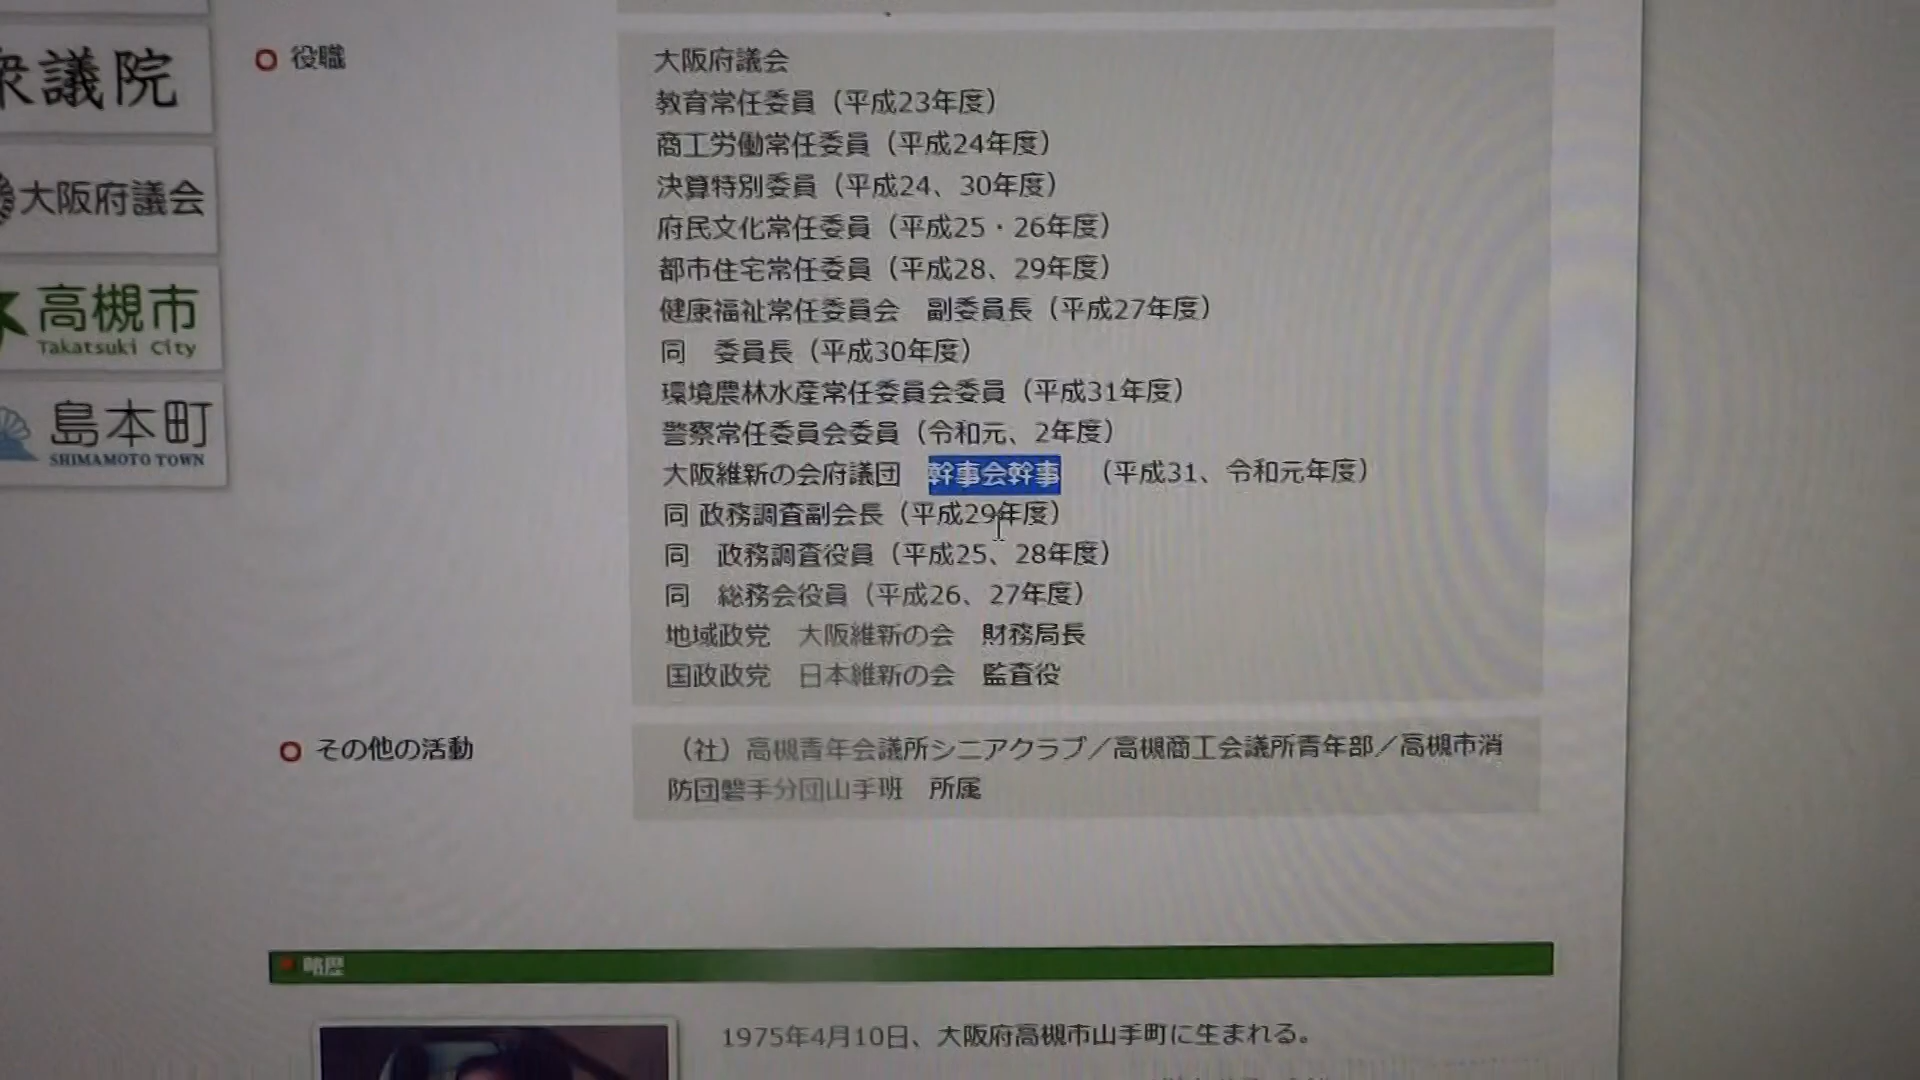 衆議院
大阪府議会
高槻市
Takatsuki City
島本町
SHIMAMOTO TOWN
役職
大阪府議会
教育常任委員（平成23年度）
商工労働常任委員（平成24年度）
決算特別委員（平成24、30年度）
府民文化常任委員（平成25・26年度）
都市住宅常任委員（平成28、29年度）
健康福祉常任委員会　副委員長（平成27年度）
同　委員長（平成30年度）
環境農林水産常任委員会委員（平成31年度）
警察常任委員会委員（令和元、2年度）
大阪維新の会府議団　幹事会幹事　（平成31、令和元年度）
同 政務調査副会長（平成29年度）
同　政務調査役員（平成25、28年度）
同　総務会役員（平成26、27年度）
地域政党　大阪維新の会　財務局長
国政政党　日本維新の会　監査役
その他の活動
（社）高槻青年会議所シニアクラブ／高槻商工会議所青年部／高槻市消
防団磐手分団山手班　所属
略歴
1975年4月10日、大阪府高槻市山手町に生まれる。